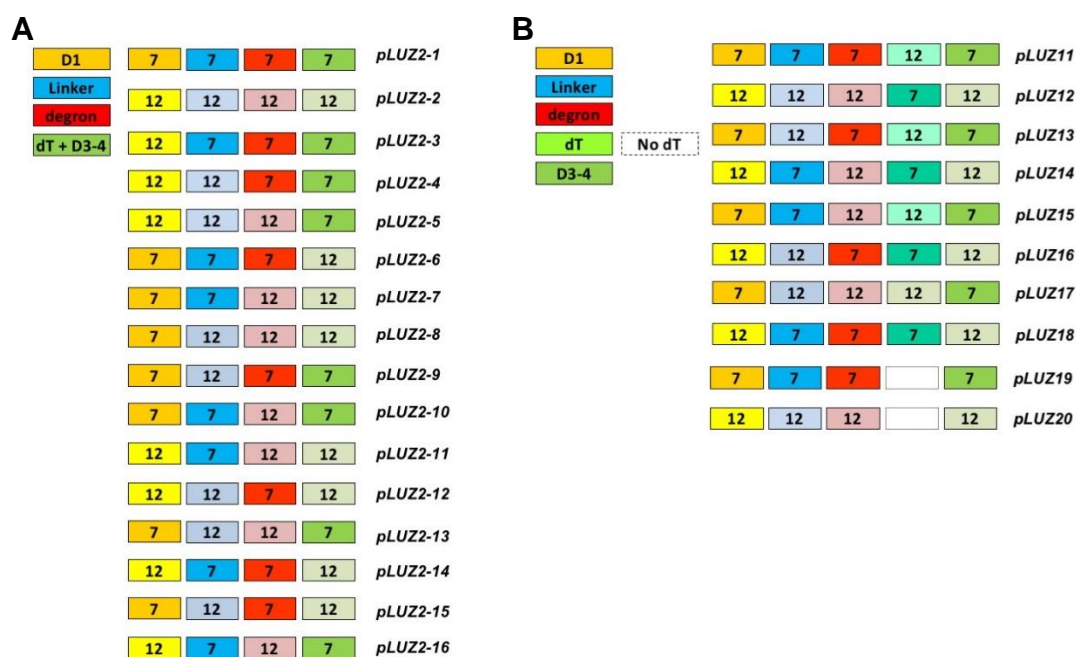 A
D1
Linker
degron
dT + D3-4
7 7 7 7 pLUZ2-1
12 12 12 12 pLUZ2-2
12 7 7 7 pLUZ2-3
12 12 7 7 pLUZ2-4
12 12 12 7 pLUZ2-5
7 7 7 12 pLUZ2-6
7 7 12 12 pLUZ2-7
7 12 12 12 pLUZ2-8
7 12 7 7 pLUZ2-9
7 7 12 7 pLUZ2-10
12 7 12 12 pLUZ2-11
12 12 7 12 pLUZ2-12
7 12 12 7 pLUZ2-13
12 7 7 12 pLUZ2-14
7 12 7 12 pLUZ2-15
12 7 12 7 pLUZ2-16
B
D1
Linker
degron
dT No dT
D3-4
7 7 7 12 7 pLUZ11
12 12 12 7 12 pLUZ12
7 12 7 12 7 pLUZ13
12 7 12 7 12 pLUZ14
7 7 12 12 7 pLUZ15
12 12 7 7 12 pLUZ16
7 12 12 12 7 pLUZ17
12 7 7 7 12 pLUZ18
7 7 7 7 pLUZ19
12 12 12 12 pLUZ20